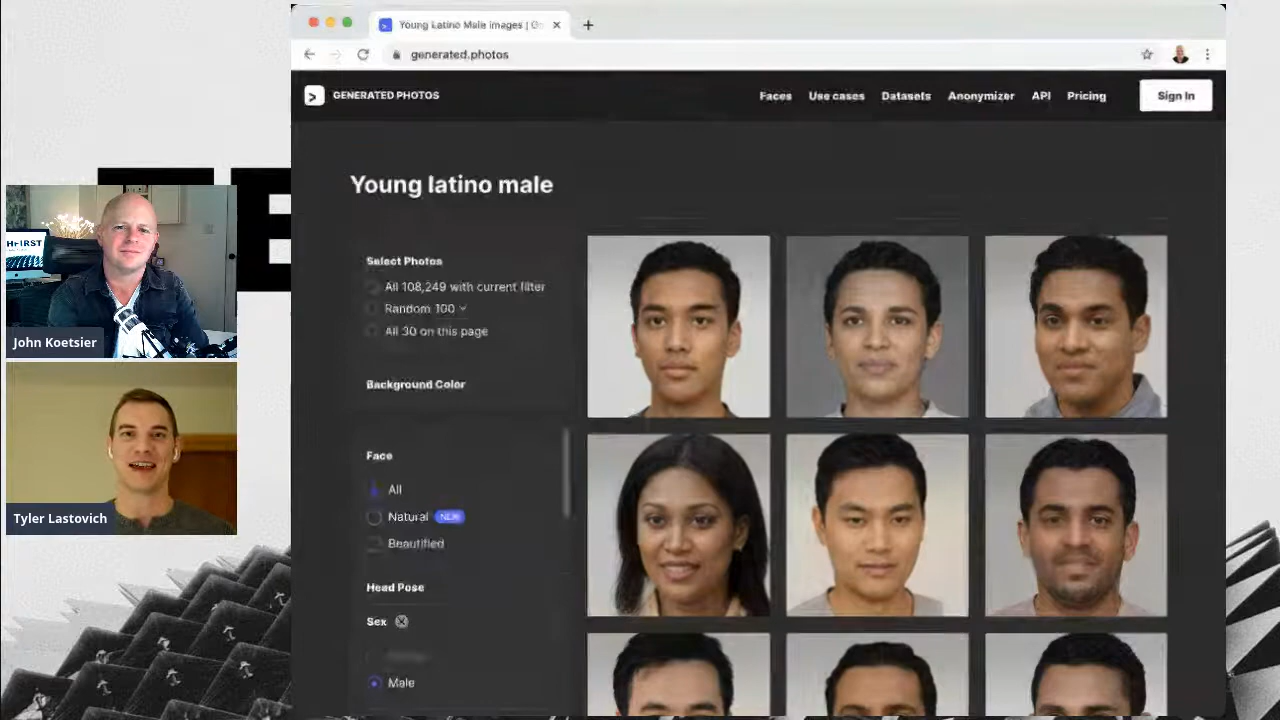 Young Latino Male images | Ge
generated.photos
GENERATED PHOTOS
Faces Use cases Datasets Anonymizer API Pricing Sign In
Young latino male
Select Photos
All 108,249 with current filter
Random 100
All 30 on this page
Background Color
Face
All
Natural NEW
Beautified
Head Pose
Sex
Male
HFIRST
John Koetsier
Tyler Lastovich